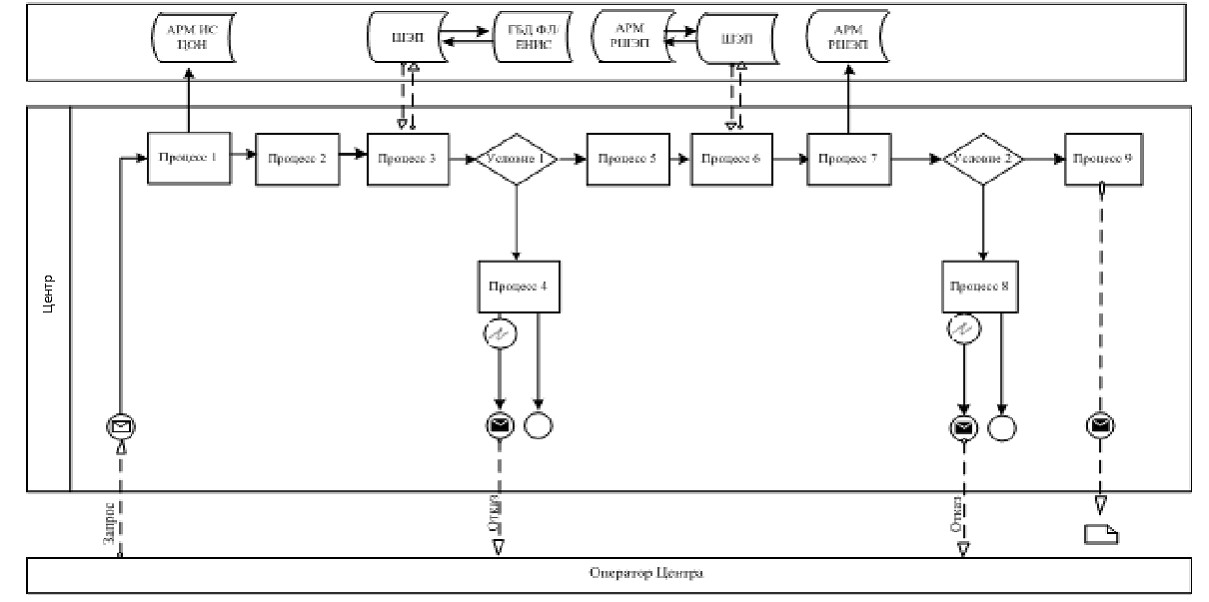 АРМ ИС
ЦОН
ШЭП
ГБД ФЛ/
ЕНИС
АРМ
РШЭП
ШЭП
АРМ
РШЭП
Центр
Процесс 1
Процесс 2
Процесс 3
Условие 1
Процесс 5
Процесс 6
Процесс 7
Условие 2
Процесс 9
Процесс 4
Процесс 8
Запрос
Отказ
Отказ
Оператор Центра